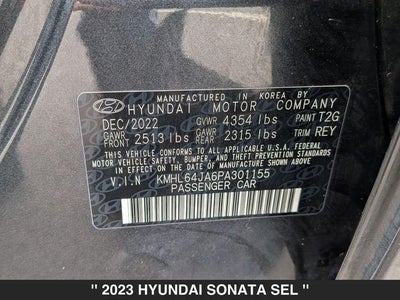 MANUFACTURED IN KOREA BY
HYUNDAI MOTOR COMPANY
DEC/2022 GVWR 4354 lbs PAINT T2G
GAWR FRONT 2513 lbs GAWR REAR 2315 lbs TRIM REY
THIS VEHICLE CONFORMS TO ALL APPLICABLE U.S.A. FEDERAL
MOTOR VEHICLE SAFETY, BUMPER, AND THEFT PREVENTION
STANDARDS IN EFFECT ON THE DATE OF MANUFACTURE SHOWN ABOVE.
V.I.N KMHL64JA6PA301155
PASSENGER CAR
" 2023 HYUNDAI SONATA SEL "